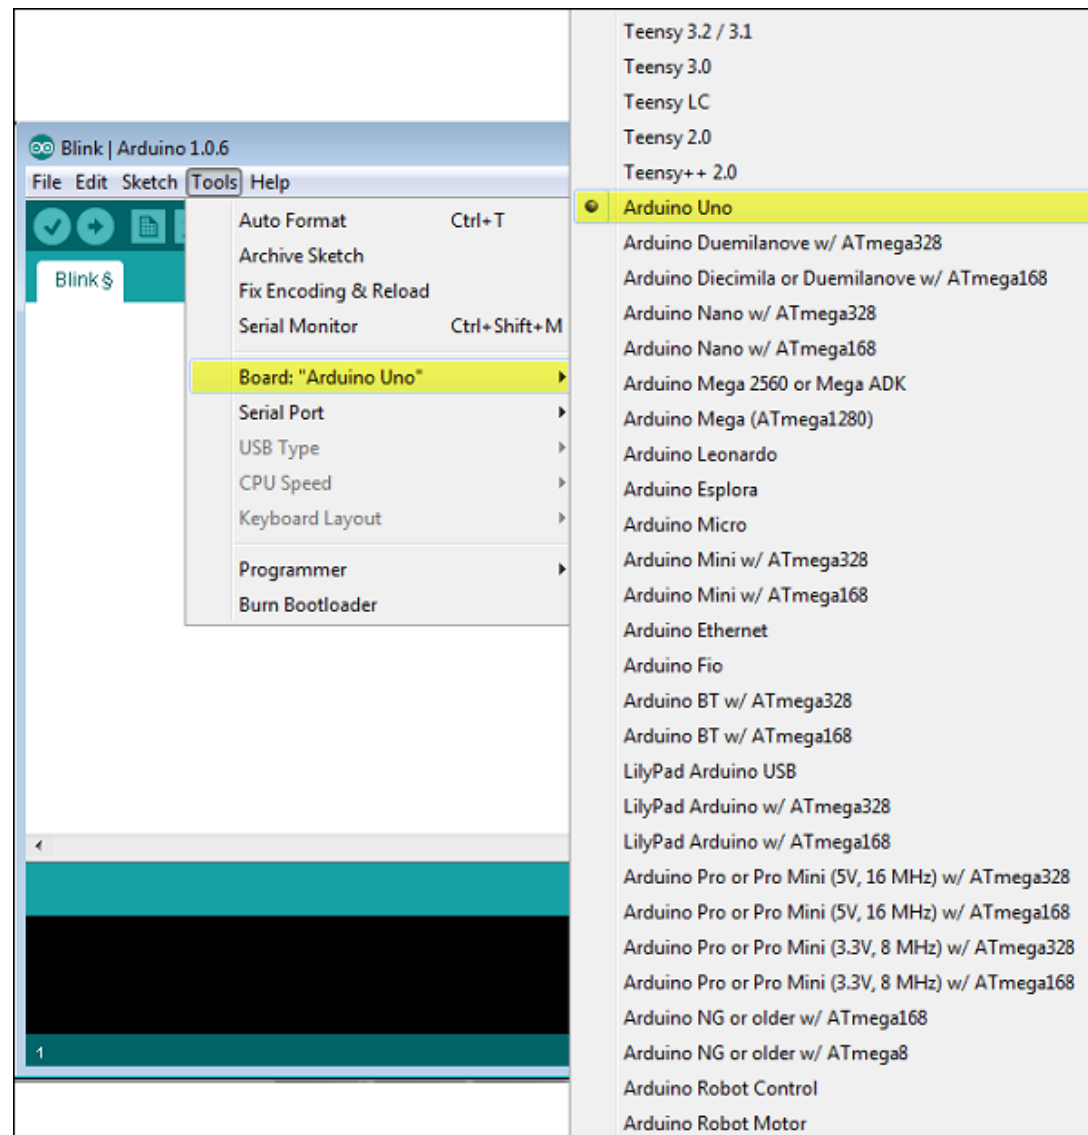 Blink | Arduino 1.0.6
File Edit Sketch Tools Help
Blink§
Auto Format Ctrl+T
Archive Sketch
Fix Encoding & Reload
Serial Monitor Ctrl+Shift+M
Board: "Arduino Uno"
Serial Port
USB Type
CPU Speed
Keyboard Layout
Programmer
Burn Bootloader
1
Teensy 3.2 / 3.1
Teensy 3.0
Teensy LC
Teensy 2.0
Teensy++ 2.0
Arduino Uno
Arduino Duemilanove w/ ATmega328
Arduino Diecimila or Duemilanove w/ ATmega168
Arduino Nano w/ ATmega328
Arduino Nano w/ ATmega168
Arduino Mega 2560 or Mega ADK
Arduino Mega (ATmega1280)
Arduino Leonardo
Arduino Esplora
Arduino Micro
Arduino Mini w/ ATmega328
Arduino Mini w/ ATmega168
Arduino Ethernet
Arduino Fio
Arduino BT w/ ATmega328
Arduino BT w/ ATmega168
LilyPad Arduino USB
LilyPad Arduino w/ ATmega328
LilyPad Arduino w/ ATmega168
Arduino Pro or Pro Mini (5V, 16 MHz) w/ ATmega328
Arduino Pro or Pro Mini (5V, 16 MHz) w/ ATmega168
Arduino Pro or Pro Mini (3.3V, 8 MHz) w/ ATmega328
Arduino Pro or Pro Mini (3.3V, 8 MHz) w/ ATmega168
Arduino NG or older w/ ATmega168
Arduino NG or older w/ ATmega8
Arduino Robot Control
Arduino Robot Motor